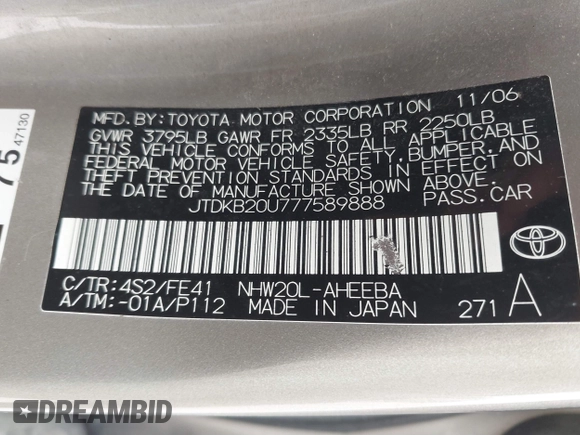 MFD. BY: TOYOTA MOTOR CORPORATION 11/06
GVWR 3795LB GAWR FR 2335LB RR 2250LB
THIS VEHICLE CONFORMS TO ALL APPLICABLE
FEDERAL MOTOR VEHICLE SAFETY, BUMPER, AND
THEFT PREVENTION STANDARDS IN EFFECT ON
THE DATE OF MANUFACTURE SHOWN ABOVE.
JTDKB20U777589888 PASS. CAR
C/TR: 4S2/FE41 NHW20L-AHEEBA
A/TM: -01A/P112 MADE IN JAPAN 271 A
75
47130
DREAMBID